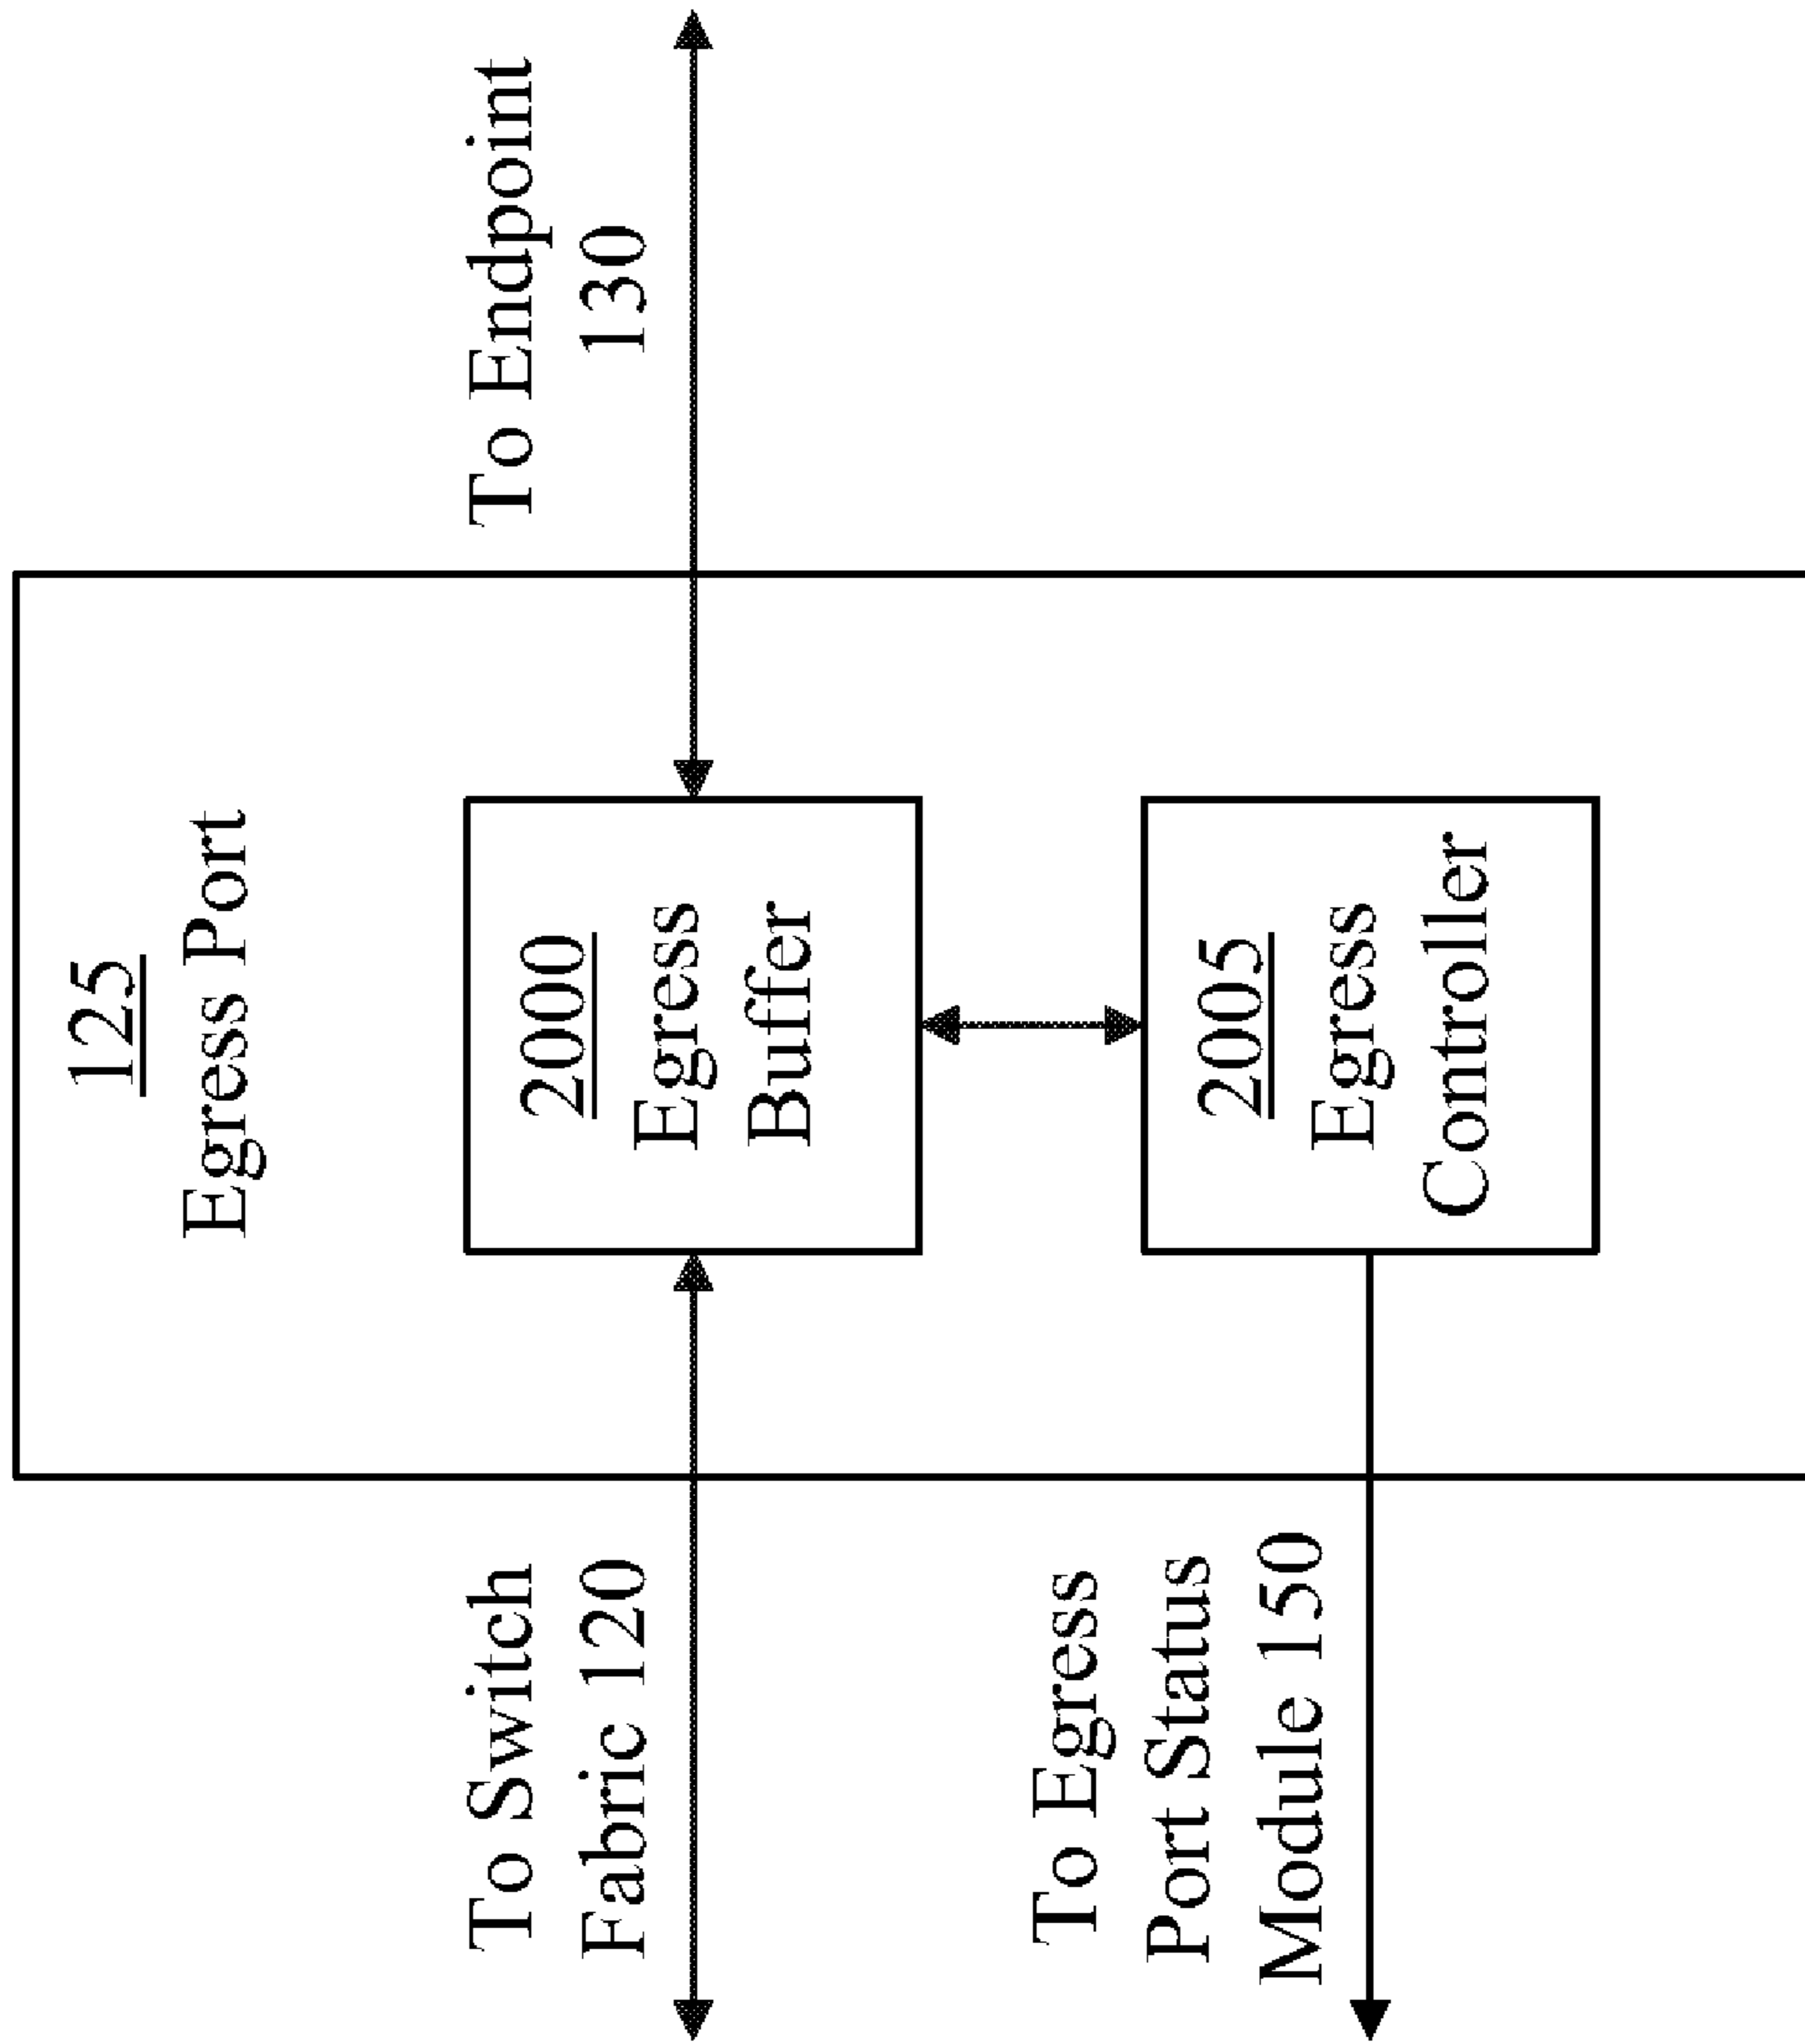 125
Egress Port
To Switch
Fabric 120
2000
Egress
Buffer
To Endpoint
130
To Egress
Port Status
Module 150
2005
Egress
Controller